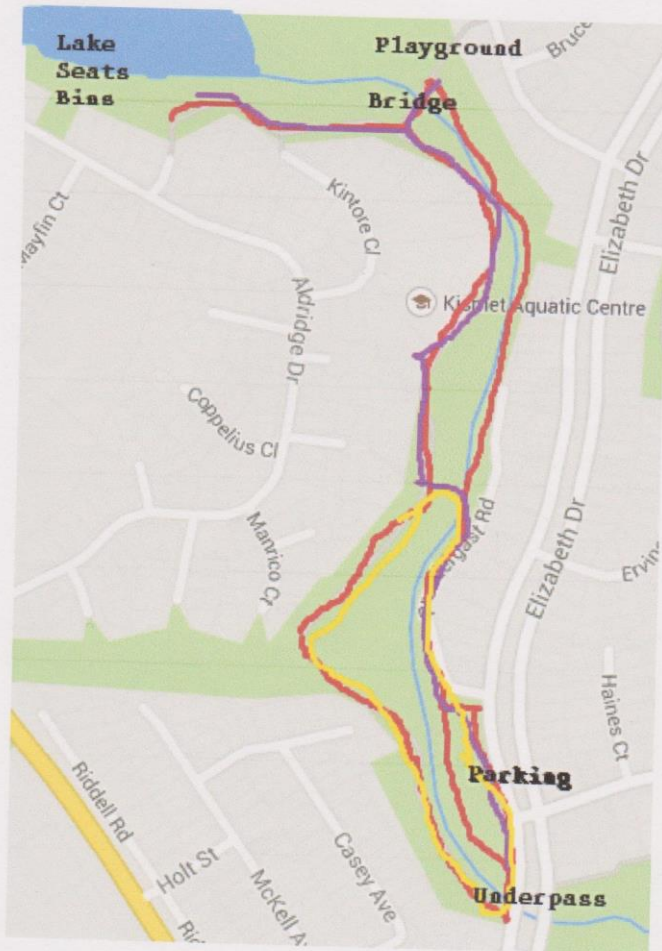 Lake
Seats
Bins
Playground
Bridge
Bruce
Mayfin Ct
Kintore Cl
Elizabeth Dr
Aldridge Dr
Kismet Aquatic Centre
Coppelius Cl
Manrico Ct
Rd
Elizabeth Dr
Haines Ct
Parking
Riddell Rd
Holt St
Casey Ave
McKell A
Underpass